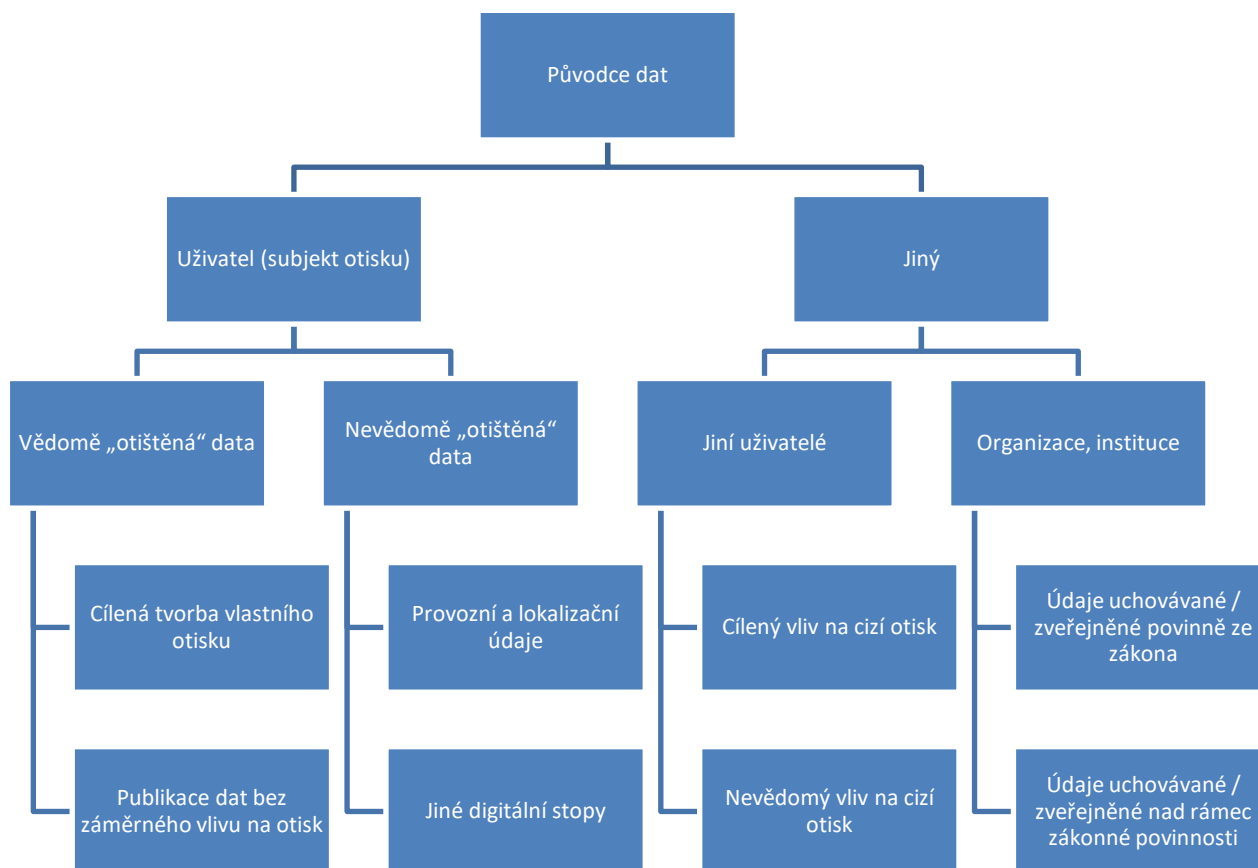 Původce dat
Uživatel (subjekt otisku)
Jiný
Vědomě „otištěná“ data
Nevědomě „otištěná“
data
Jiní uživatelé
Organizace, instituce
Cílená tvorba vlastního
otisku
Provozní a lokalizační
údaje
Cílený vliv na cizí otisk
Údaje uchovávané /
zveřejněné povinně ze
zákona
Publikace dat bez
záměrného vlivu na otisk
Jiné digitální stopy
Nevědomý vliv na cizí
otisk
Údaje uchovávané /
zveřejněné nad rámec
zákonné povinnosti